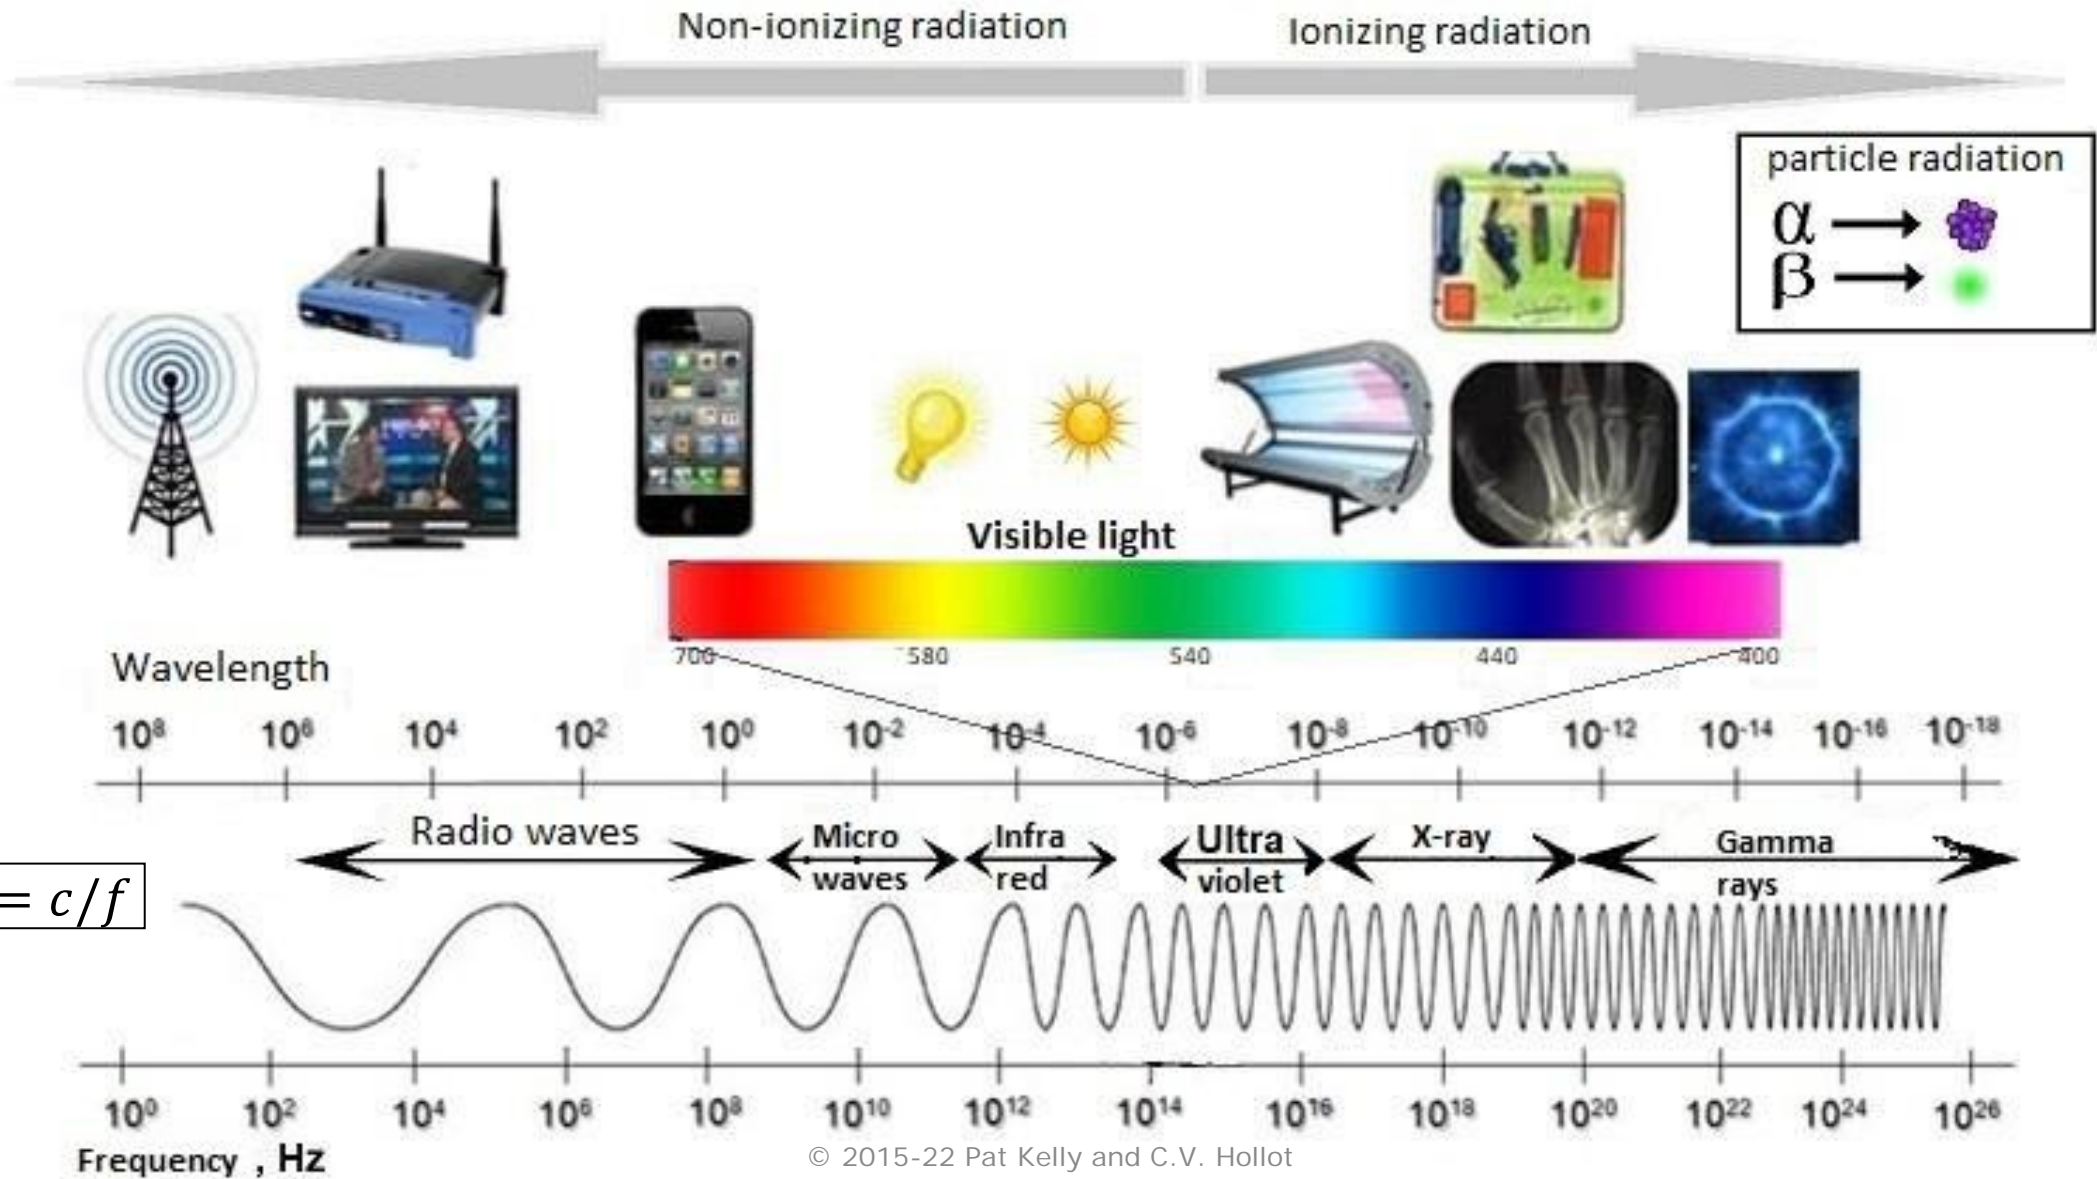 Non-ionizing radiation
Ionizing radiation
particle radiation
α
β
Visible light
700 580 540 440 400
Wavelength
10⁸ 10⁶ 10⁴ 10² 10⁰ 10⁻² 10⁻⁴ 10⁻⁶ 10⁻⁸ 10⁻¹⁰ 10⁻¹² 10⁻¹⁴ 10⁻¹⁶ 10⁻¹⁸
Radio waves
Micro
waves
Infra
red
Ultra
violet
X-ray
Gamma
rays
= c/f
10⁰ 10² 10⁴ 10⁶ 10⁸ 10¹⁰ 10¹² 10¹⁴ 10¹⁶ 10¹⁸ 10²⁰ 10²² 10²⁴ 10²⁶
Frequency , Hz
© 2015-22 Pat Kelly and C.V. Hollot